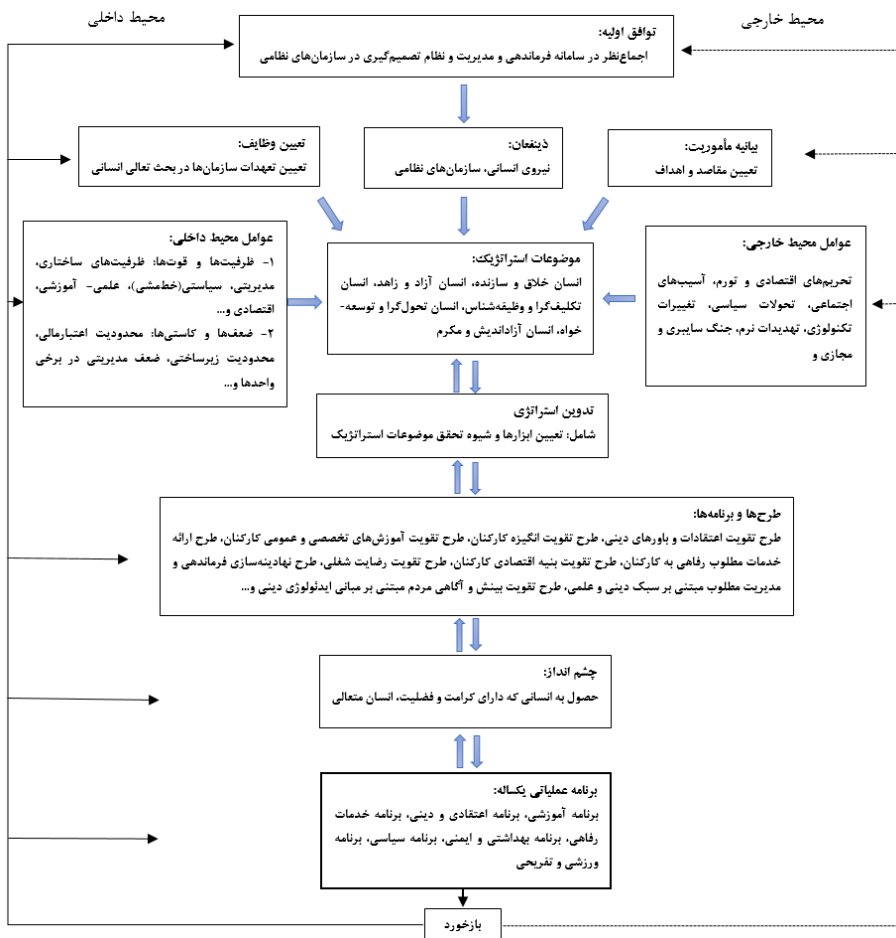 محیط خارجی
محیط داخلی
توافق اولیه:
اجماع‌نظر در سامانه فرماندهی و مدیریت و نظام تصمیم‌گیری در سازمان‌های نظامی
بیانیه مأموریت:
تعیین مقاصد و اهداف
ذینفعان:
نیروی انسانی، سازمان‌های نظامی
تعیین وظایف:
تعیین تعهدات سازمان‌ها در بحث تعالی انسانی
عوامل محیط خارجی:
تحریم‌های اقتصادی و تورم، آسیب‌های
اجتماعی، تحولات سیاسی، تغییرات
تکنولوژی، تهدیدات نرم، جنگ سایبری و
مجازی و
موضوعات استراتژیک:
انسان خلاق و سازنده، انسان آزاد و زاهد، انسان
تکلیف‌گرا و وظیفه‌شناس، انسان تحول‌گرا و توسعه-
خواه، انسان آزاداندیش و مکرم
عوامل محیط داخلی:
۱- ظرفیت‌ها و قوت‌ها: ظرفیت‌های ساختاری،
مدیریتی، سیاستی(خط‌مشی)، علمی- آموزشی،
اقتصادی و...
۲- ضعف‌ها و کاستی‌ها: محدودیت اعتبارمالی،
محدودیت زیرساختی، ضعف مدیریتی در برخی
واحدها و...
تدوین استراتژی
شامل: تعیین ابزارها و شیوه تحقق موضوعات استراتژیک
طرح‌ها و برنامه‌ها:
طرح تقویت اعتقادات و باورهای دینی، طرح تقویت انگیزه کارکنان، طرح تقویت آموزش‌های تخصصی و عمومی کارکنان، طرح ارائه
خدمات مطلوب رفاهی به کارکنان، طرح تقویت بنیه اقتصادی کارکنان، طرح تقویت رضایت شغلی، طرح نهادینه‌سازی فرماندهی و
مدیریت مطلوب مبتنی بر سبک دینی و علمی، طرح تقویت بینش و آگاهی مردم مبتنی بر مبانی ایدئولوژی دینی و...
چشم انداز:
حصول به انسانی که دارای کرامت و فضلیت، انسان متعالی
برنامه عملیاتی یکساله:
برنامه آموزشی، برنامه اعتقادی و دینی، برنامه خدمات
رفاهی، برنامه بهداشتی و ایمنی، برنامه سیاسی، برنامه
ورزشی و تفریحی
بازخورد